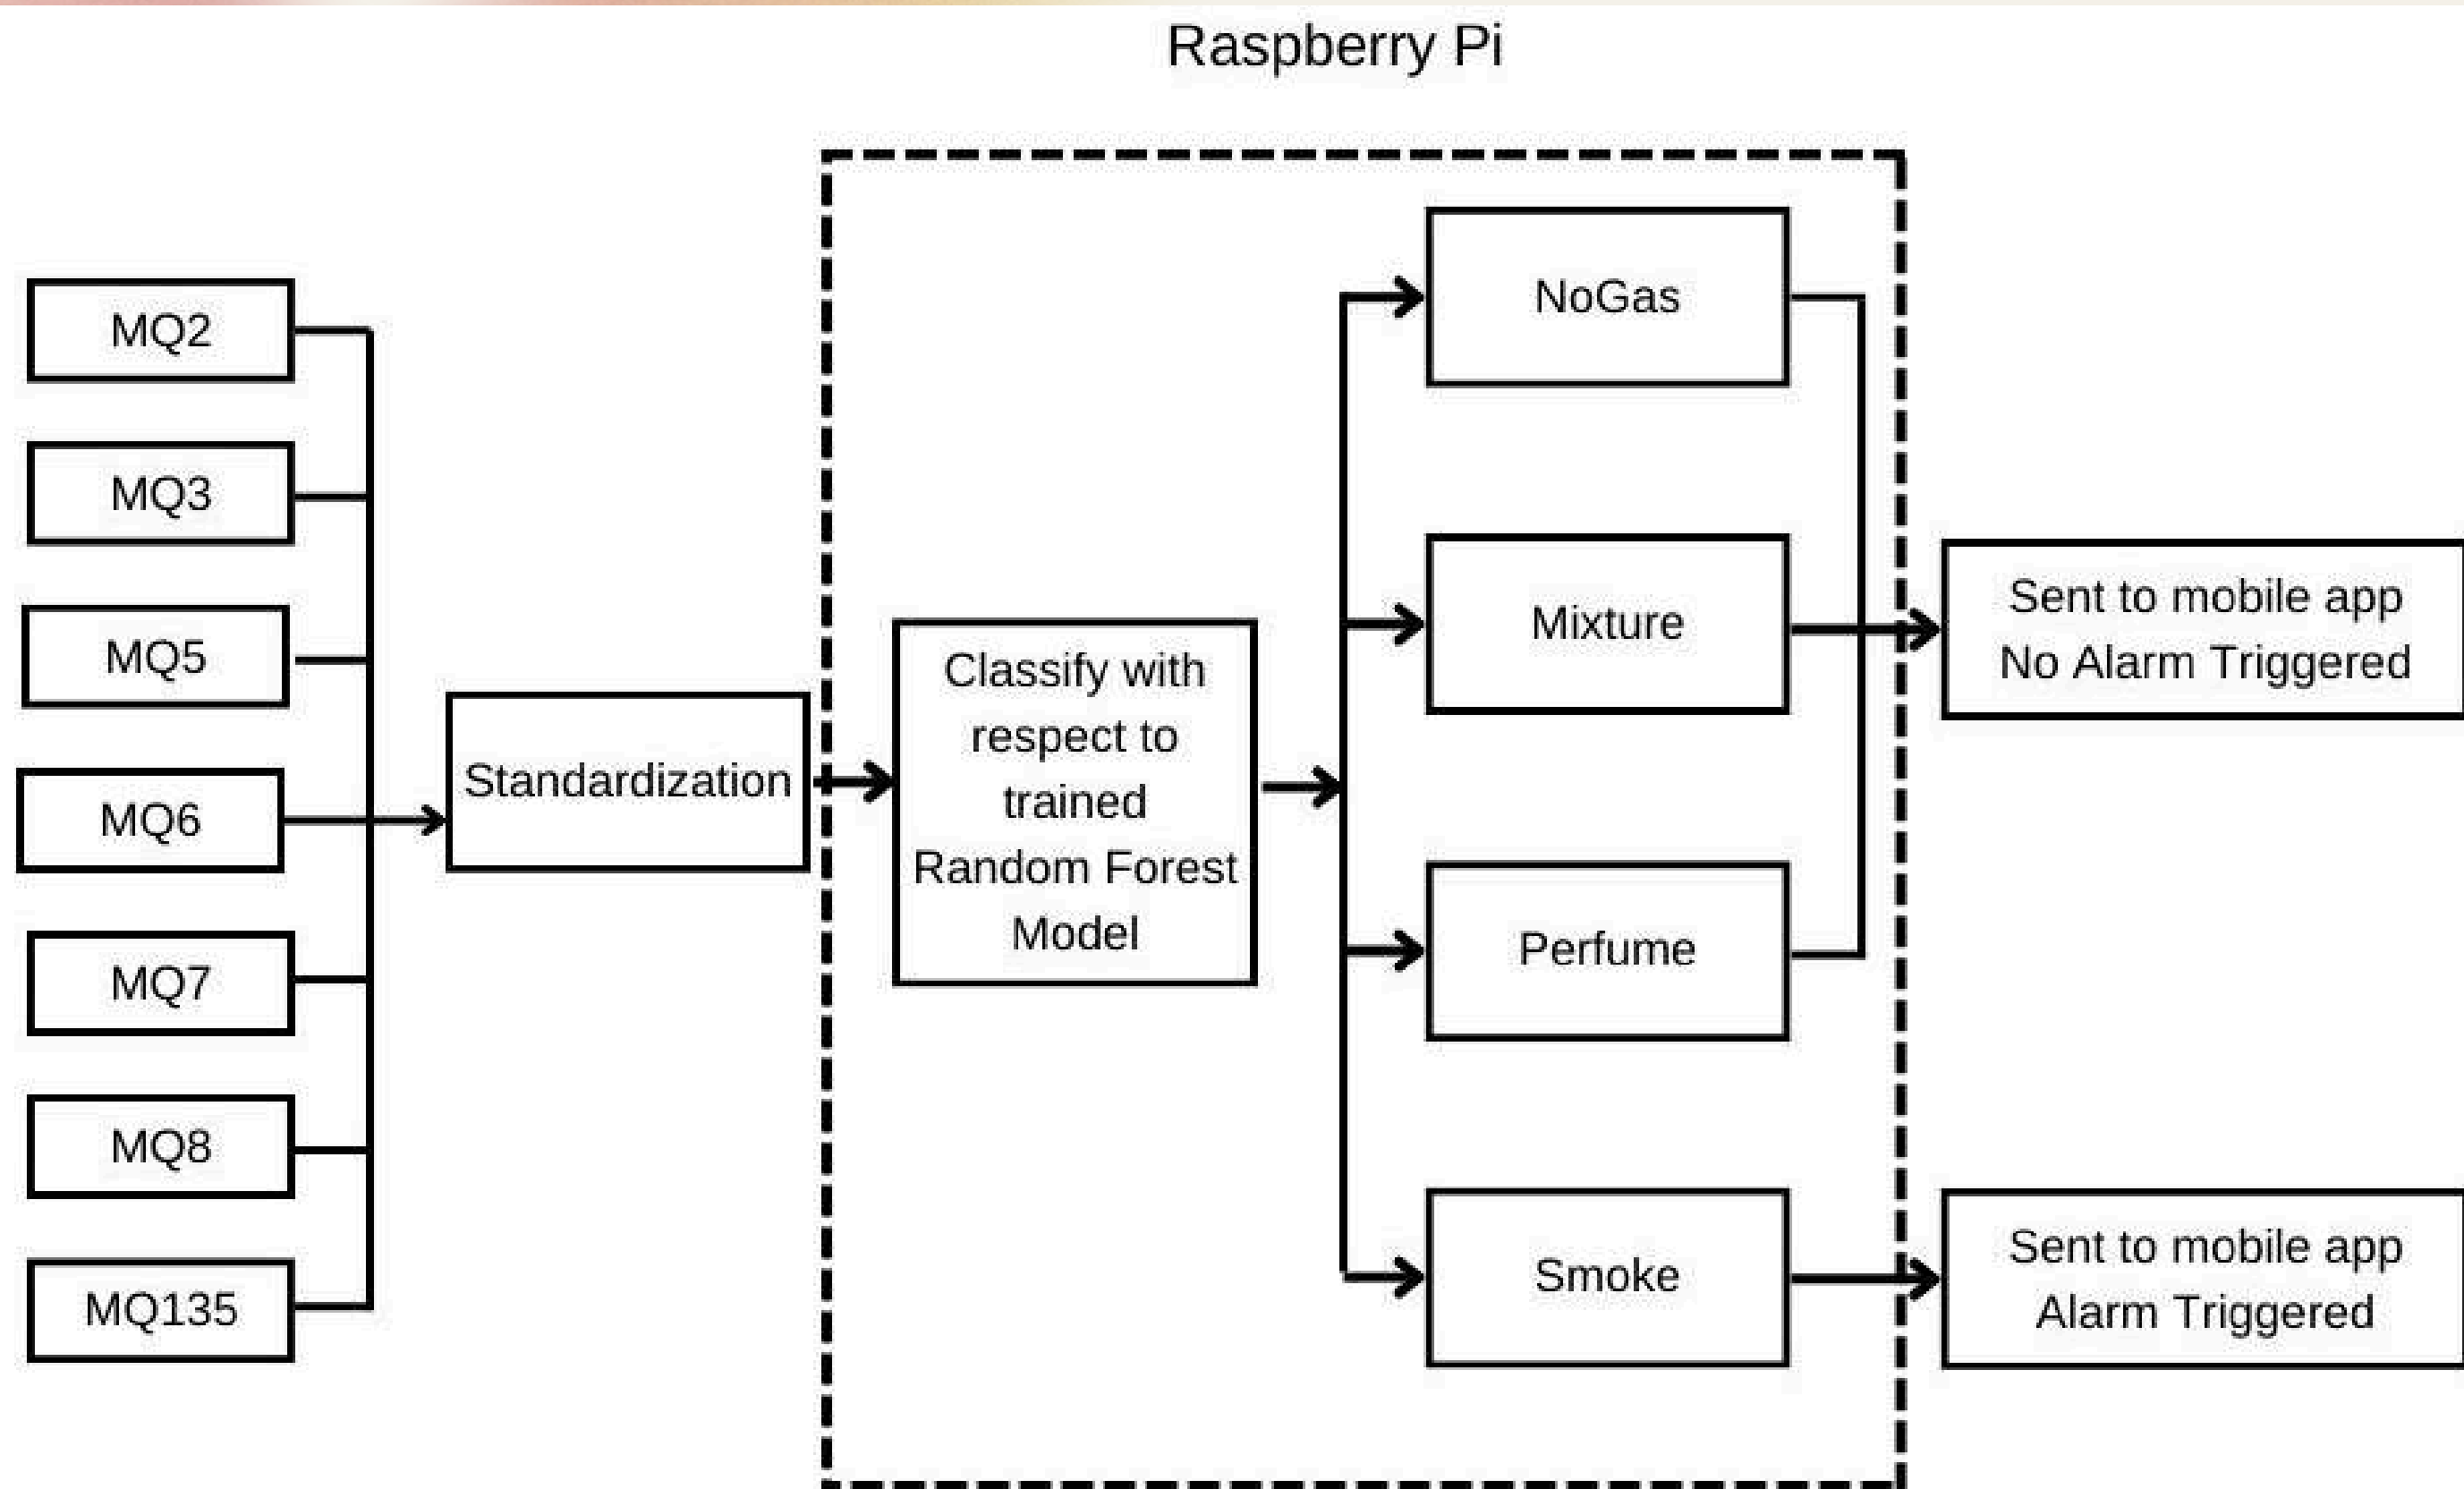 Raspberry Pi
MQ2
MQ3
MQ5
MQ6
MQ7
MQ8
MQ135
Standardization
Classify with
respect to
trained
Random Forest
Model
NoGas
Mixture
Perfume
Smoke
Sent to mobile app
No Alarm Triggered
Sent to mobile app
Alarm Triggered